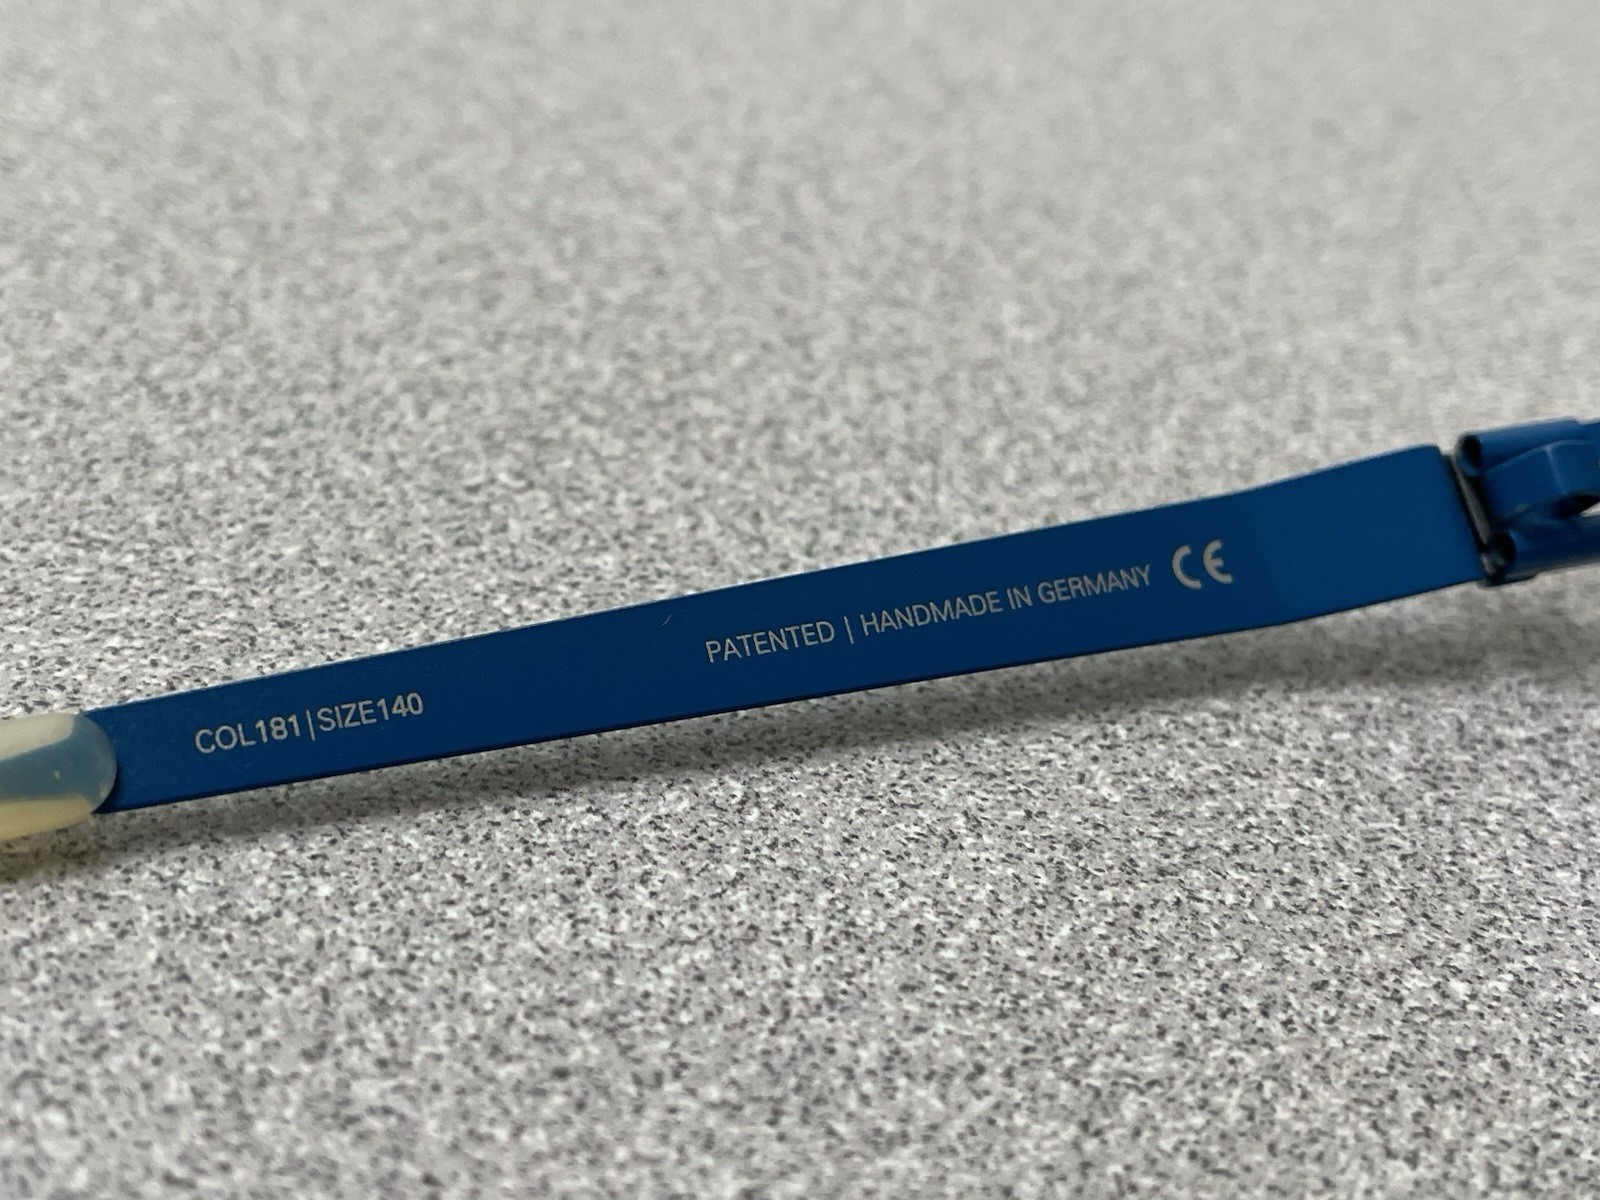 COL181|SIZE140 PATENTED | HANDMADE IN GERMANY CE